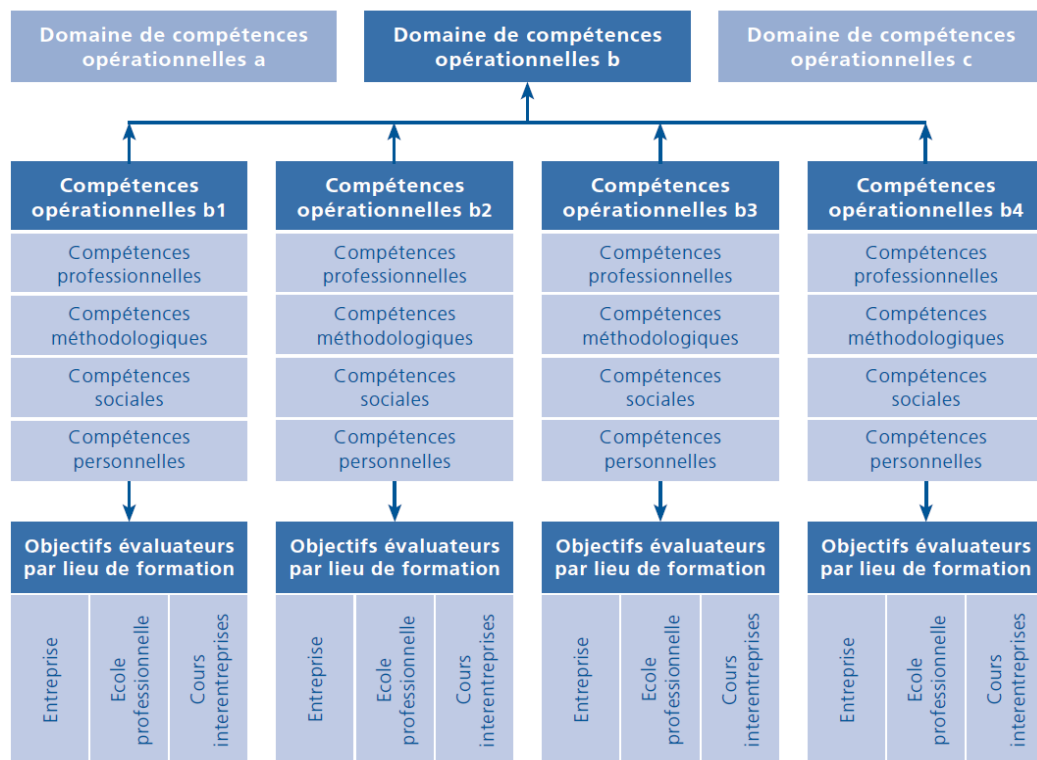 Domaine de compétences
opérationnelles a
Domaine de compétences
opérationnelles b
Domaine de compétences
opérationnelles c
Compétences
opérationnelles b1
Compétences
professionnelles
Compétences
méthodologiques
Compétences
sociales
Compétences
personnelles
Objectifs évaluateurs
par lieu de formation
Entreprise
Ecole
professionnelle
Cours
interentreprises
Compétences
opérationnelles b2
Compétences
professionnelles
Compétences
méthodologiques
Compétences
sociales
Compétences
personnelles
Objectifs évaluateurs
par lieu de formation
Entreprise
Ecole
professionnelle
Cours
interentreprises
Compétences
opérationnelles b3
Compétences
professionnelles
Compétences
méthodologiques
Compétences
sociales
Compétences
personnelles
Objectifs évaluateurs
par lieu de formation
Entreprise
Ecole
professionnelle
Cours
interentreprises
Compétences
opérationnelles b4
Compétences
professionnelles
Compétences
méthodologiques
Compétences
sociales
Compétences
personnelles
Objectifs évaluateurs
par lieu de formation
Entreprise
Ecole
professionnelle
Cours
interentreprises